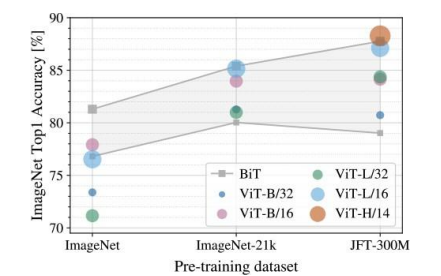 90
85
80
75
70
ImageNet Top1 Accuracy [%]
BiT
ViT-B/32
ViT-B/16
ViT-L/32
ViT-L/16
ViT-H/14
ImageNet
ImageNet-21k
JFT-300M
Pre-training dataset